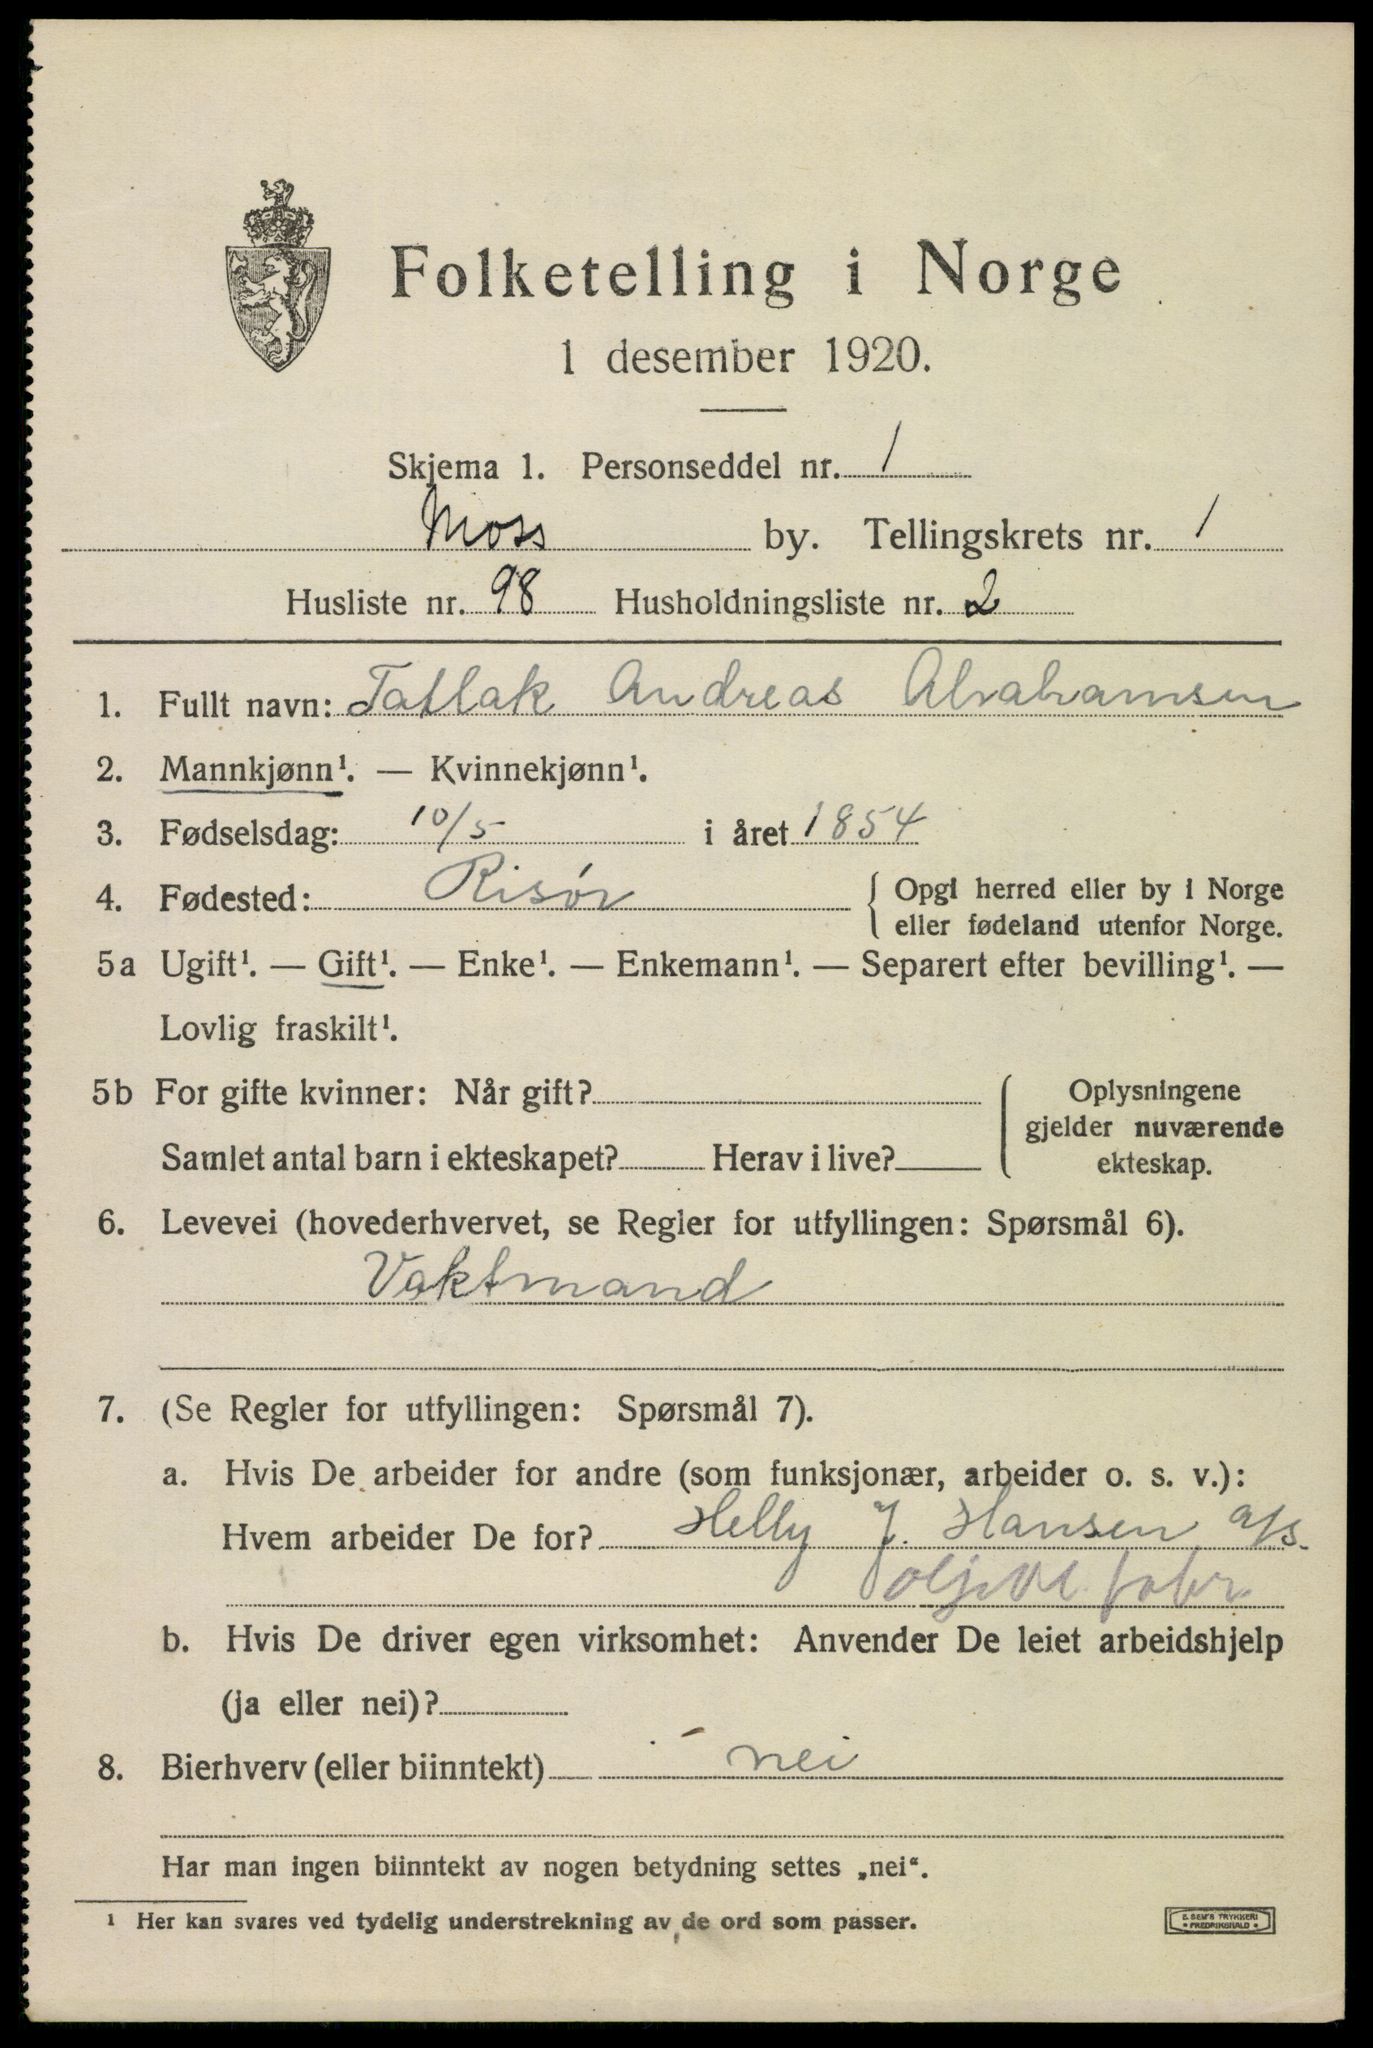 Folketelling i Norge
1 desember 1920.
Skjema 1. Personseddel nr. 1
Moss by. Tellingskrets nr. 1
Husliste nr. 98 Husholdningsliste nr. 2
1. Fullt navn: Tallak Andreas Abrahamsen
2. Mannkjønn¹. — Kvinnekjønn¹.
3. Fødselsdag: 10/5 i året 1854
4. Fødested: Risør { Opgi herred eller by i Norge
eller fødeland utenfor Norge.
5a Ugift¹. — Gift¹. — Enke¹. — Enkemann¹. — Separert efter bevilling¹. —
Lovlig fraskilt¹.
5b For gifte kvinner: Når gift? { Oplysningene
gjelder nuværende
Samlet antal barn i ekteskapet? Herav i live? ekteskap.
6. Levevei (hovederhvervet, se Regler for utfyllingen: Spørsmål 6).
Vaktmand
7. (Se Regler for utfyllingen: Spørsmål 7).
a. Hvis De arbeider for andre (som funksjonær, arbeider o. s. v.):
Hvem arbeider De for? Helly J. Hansen A/S.
fabr
b. Hvis De driver egen virksomhet: Anvender De leiet arbeidshjelp
(ja eller nei)?
8. Bierhverv (eller biinntekt) nei
Har man ingen biinntekt av nogen betydning settes „nei“.
¹ Her kan svares ved tydelig understrekning av de ord som passer.
E. SEM'S TRYKKERI
• FREDRIKSHALD •